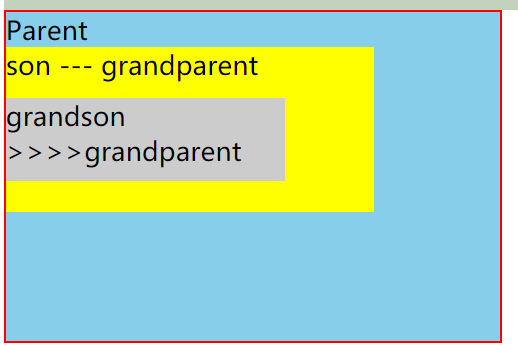 Parent
son --- grandparent
grandson
>>>>grandparent